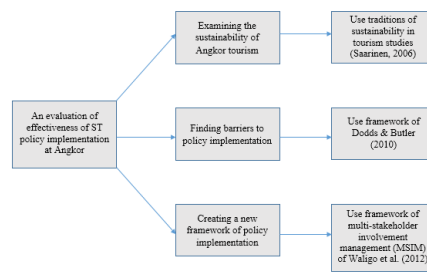 Examining the
sustainability of
Angkor tourism
Use traditions of
sustainability in
tourism studies
(Saarinen, 2006)
An evaluation of
effectiveness of ST
policy implementation
at Angkor
Finding barriers to
policy implementation
Use framework of
Dodds & Butler
(2010)
Creating a new
framework of policy
implementation
Use framework of
multi-stakeholder
involvement
management (MSIM)
of Waligo et al. (2012)